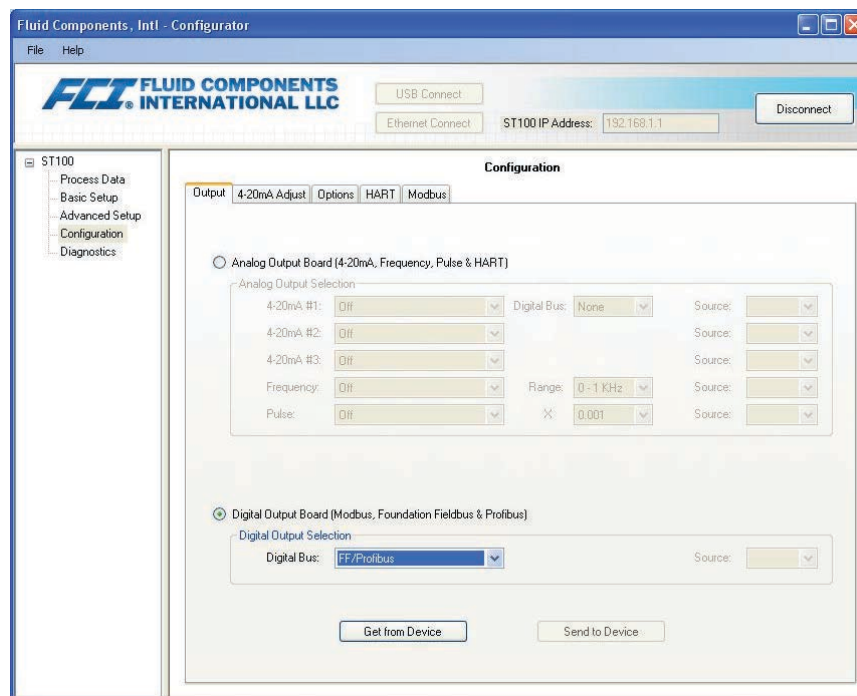 Fluid Components, Intl - Configurator
File Help
FCI. FLUID COMPONENTS
® INTERNATIONAL LLC
USB Connect
Ethernet Connect ST100 IP Address: 192.168.1.1
Disconnect
ST100
Process Data
Basic Setup
Advanced Setup
Configuration
Diagnostics
Configuration
Output 4-20mA Adjust Options HART Modbus
Analog Output Board (4-20mA, Frequency, Pulse & HART)
Analog Output Selection
4-20mA #1: Off Digital Bus: None Source:
4-20mA #2: Off Source:
4-20mA #3: Off Source:
Frequency: Off Range: 0 - 1 KHz Source:
Pulse: Off X 0.001 Source:
Digital Output Board (Modbus, Foundation Fieldbus & Profibus)
Digital Output Selection
Digital Bus: FF/Profibus Source:
Get from Device Send to Device